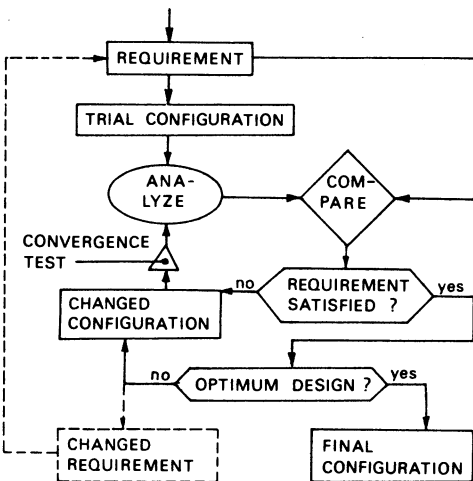 REQUIREMENT
TRIAL CONFIGURATION
ANA-
LYZE
COM-
PARE
CONVERGENCE
TEST
no
REQUIREMENT
SATISFIED ?
yes
CHANGED
CONFIGURATION
no
OPTIMUM DESIGN ?
yes
CHANGED
REQUIREMENT
FINAL
CONFIGURATION